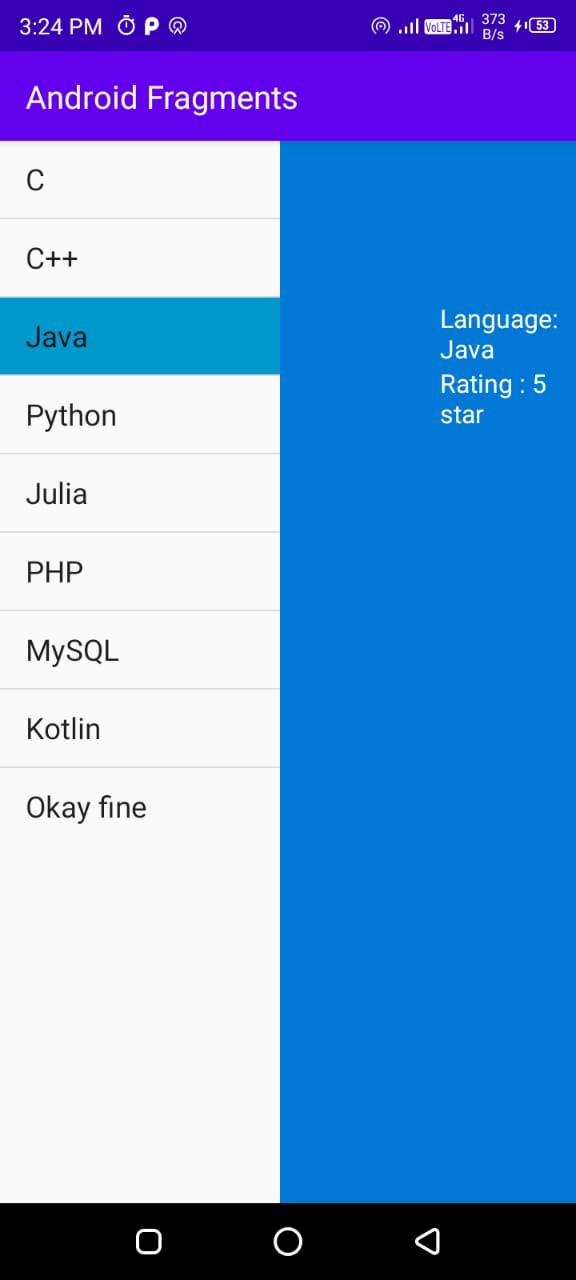 3:24 PM
VoLTE 4G 373 B/s 53
Android Fragments
C
C++
Java
Python
Julia
PHP
MySQL
Kotlin
Okay fine
Language:
Java
Rating : 5
star